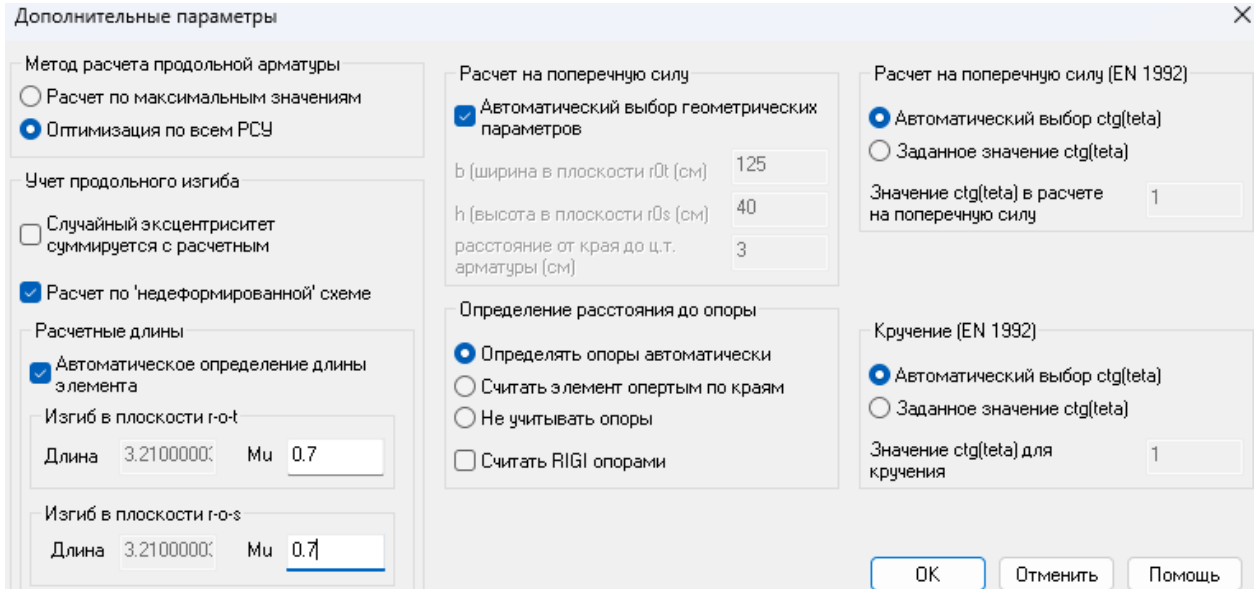 Дополнительные параметры
Метод расчета продольной арматуры
Расчет по максимальным значениям
Оптимизация по всем РСУ
Учет продольного изгиба
Случайный эксцентриситет
суммируется с расчетным
Расчет по 'недеформированной' схеме
Расчетные длины
Автоматическое определение длины
элемента
Изгиб в плоскости r-o-t
Длина 3.2100000 Mu 0.7
Изгиб в плоскости r-o-s
Длина 3.2100000 Mu 0.7
Расчет на поперечную силу
Автоматический выбор геометрических
параметров
b (ширина в плоскости r0t (см) 125
h (высота в плоскости r0s (см) 40
расстояние от края до ц.т.
арматуры (см) 3
Определение расстояния до опоры
Определять опоры автоматически
Считать элемент опертым по краям
Не учитывать опоры
Считать RIGI опорами
Расчет на поперечную силу (EN 1992)
Автоматический выбор ctg(teta)
Заданное значение ctg(teta)
Значение ctg(teta) в расчете
на поперечную силу 1
Кручение (EN 1992)
Автоматический выбор ctg(teta)
Заданное значение ctg(teta)
Значение ctg(teta) для
кручения 1
OK Отменить Помощь